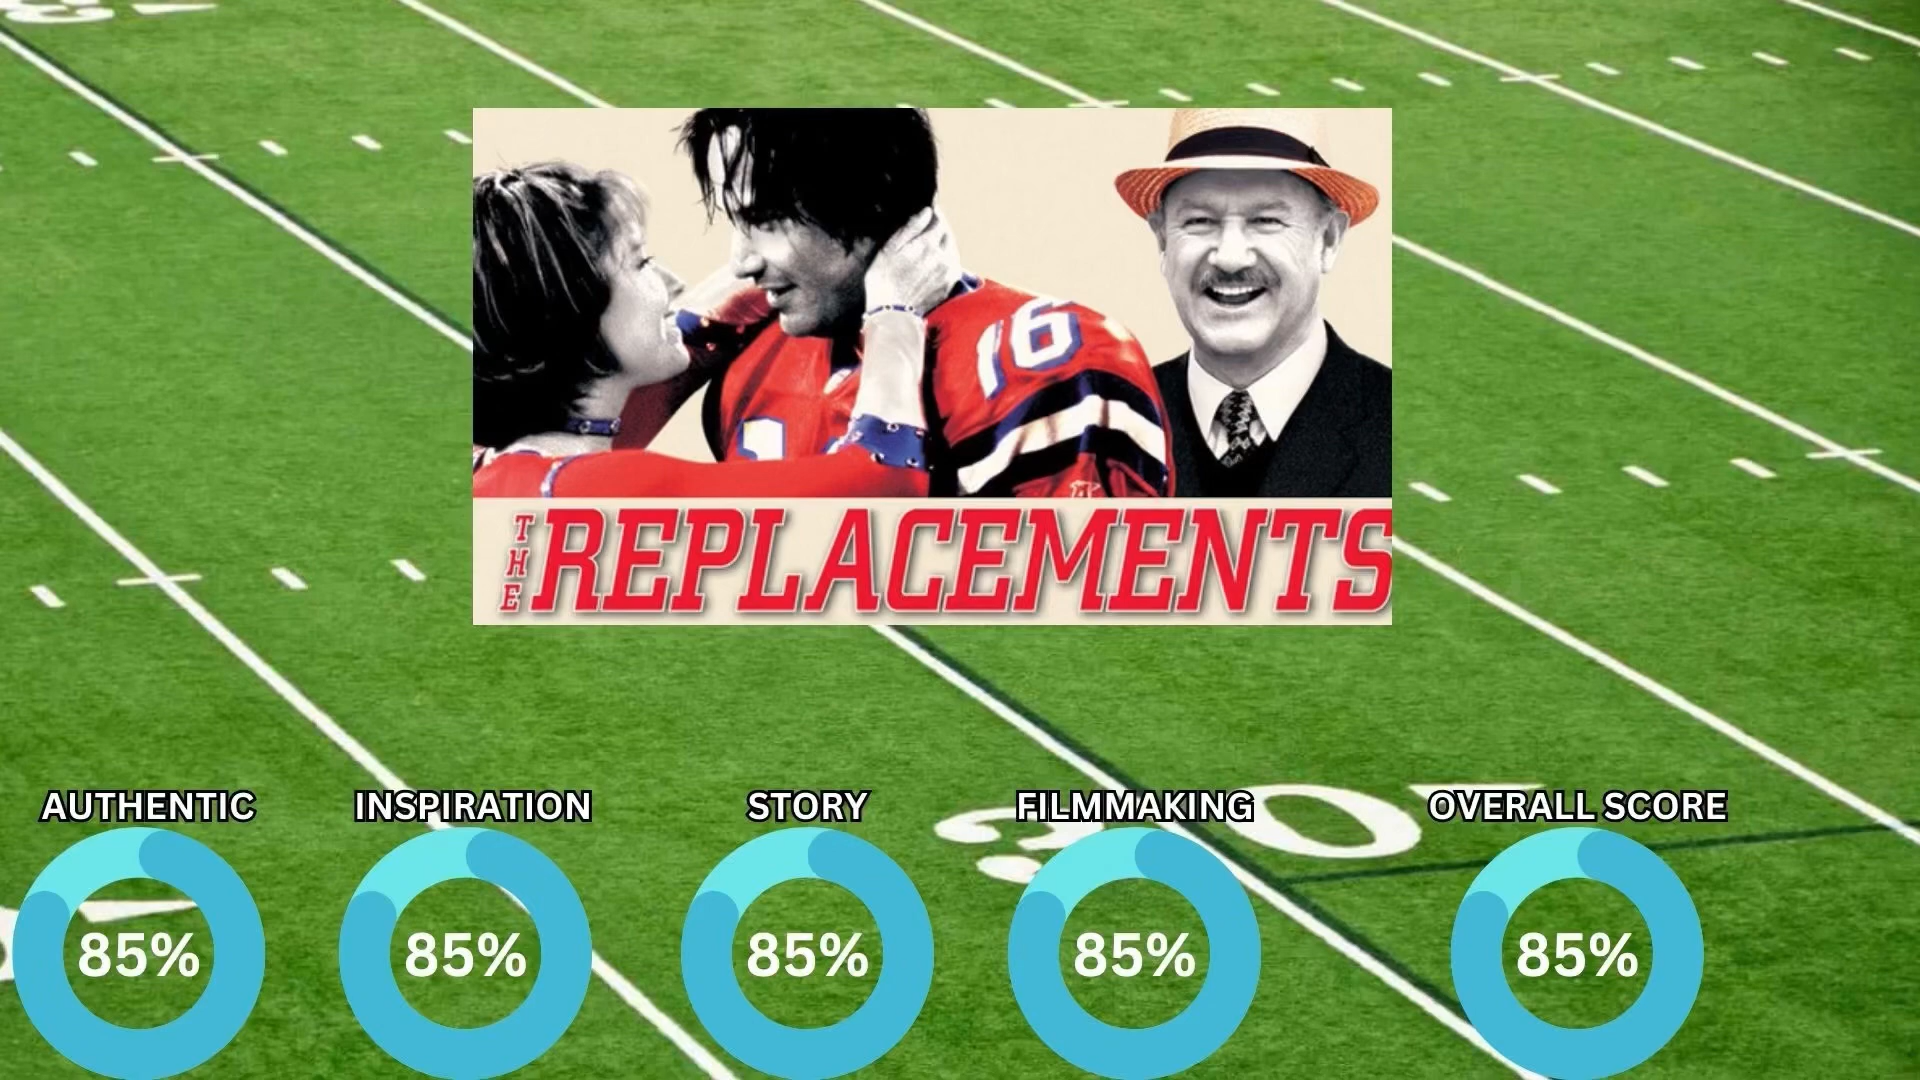 16
THE REPLACEMENTS
AUTHENTIC
INSPIRATION
STORY
FILMMAKING
OVERALL SCORE
85%
85%
85%
85%
85%